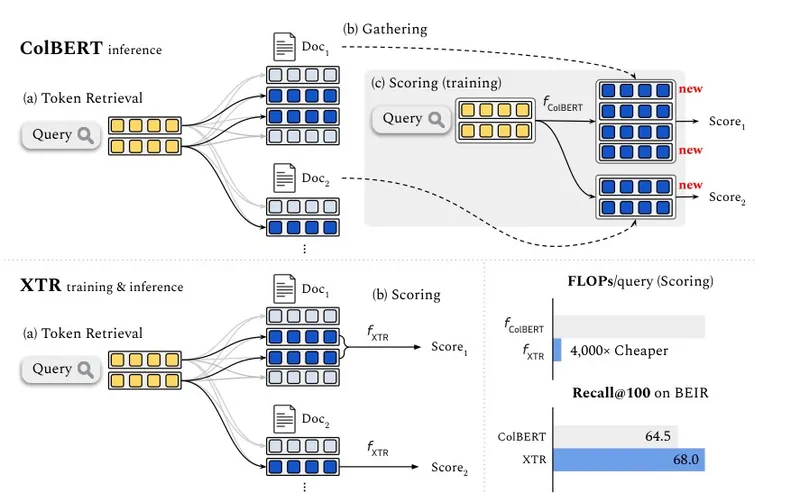 ColBERT inference
(a) Token Retrieval
Query
Doc1
Doc2
⋮
(b) Gathering
(c) Scoring (training)
Query
fColBERT
new
Score1
new
new
Score2
XTR training & inference
(a) Token Retrieval
Query
Doc1
(b) Scoring
fXTR
Score1
Doc2
fXTR
Score2
⋮
FLOPs/query (Scoring)
fColBERT
fXTR 4,000× Cheaper
Recall@100 on BEIR
ColBERT 64.5
XTR 68.0